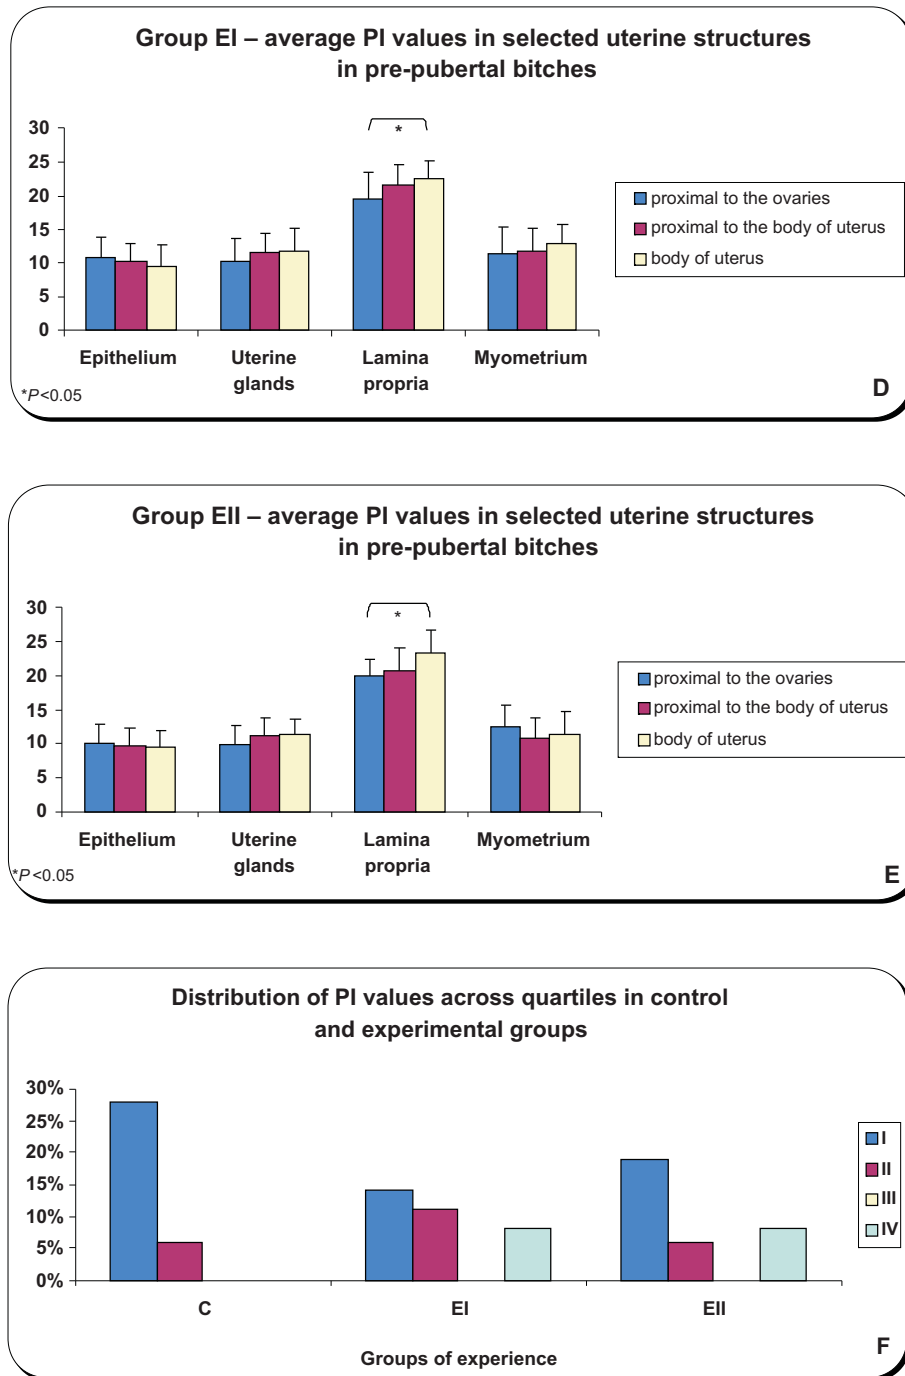 Group EI – average PI values in selected uterine structures
in pre-pubertal bitches
30
25
20
15
10
5
0
*
Epithelium
Uterine
glands
Lamina
propria
Myometrium
proximal to the ovaries
proximal to the body of uterus
body of uterus
*P<0.05
D
Group EII – average PI values in selected uterine structures
in pre-pubertal bitches
30
25
20
15
10
5
0
*
Epithelium
Uterine
glands
Lamina
propria
Myometrium
proximal to the ovaries
proximal to the body of uterus
body of uterus
*P<0.05
E
Distribution of PI values across quartiles in control
and experimental groups
30%
25%
20%
15%
10%
5%
0%
C
EI
EII
I
II
III
IV
Groups of experience
F